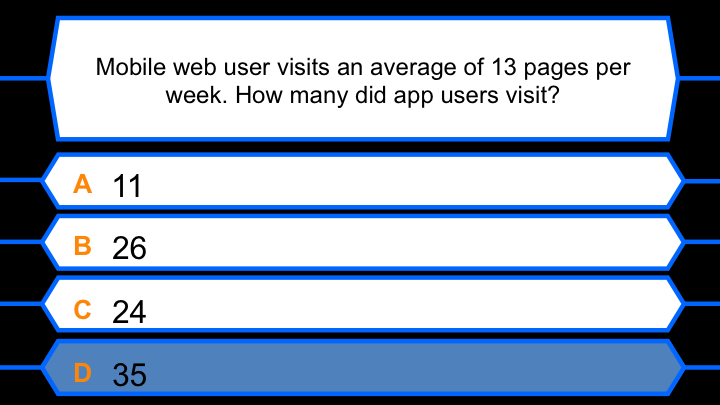 Mobile web user visits an average of 13 pages per
week. How many did app users visit?
A 11
B 26
C 24
D 35